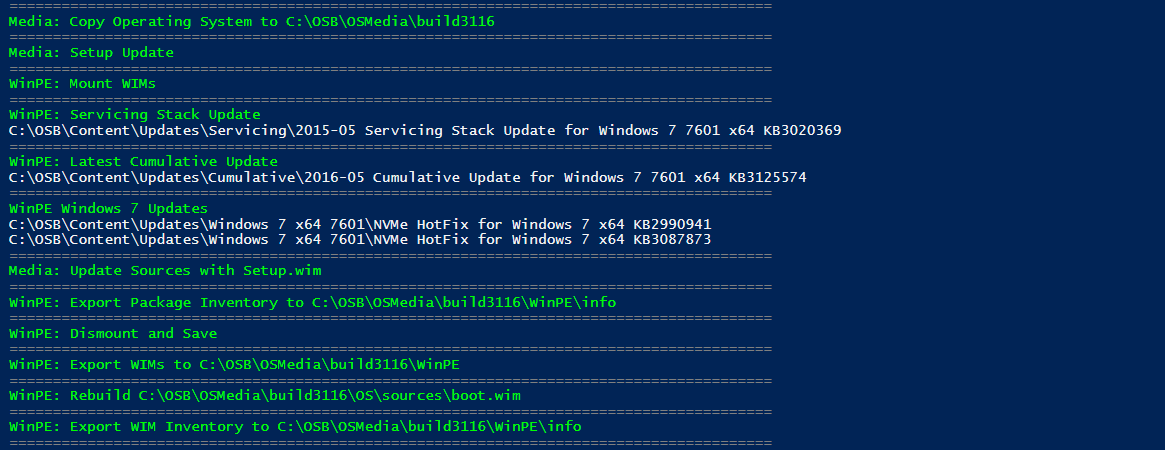 ========================================================================================
Media: Copy Operating System to C:\OSB\OSMedia\build3116
========================================================================================
Media: Setup Update
========================================================================================
WinPE: Mount WIMs
========================================================================================
WinPE: Servicing Stack Update
C:\OSB\Content\Updates\Servicing\2015-05 Servicing Stack Update for Windows 7 7601 x64 KB3020369
========================================================================================
WinPE: Latest Cumulative Update
C:\OSB\Content\Updates\Cumulative\2016-05 Cumulative Update for Windows 7 7601 x64 KB3125574
========================================================================================
WinPE Windows 7 Updates
C:\OSB\Content\Updates\Windows 7 x64 7601\NVMe HotFix for Windows 7 x64 KB2990941
C:\OSB\Content\Updates\Windows 7 x64 7601\NVMe HotFix for Windows 7 x64 KB3087873
========================================================================================
Media: Update Sources with Setup.wim
========================================================================================
WinPE: Export Package Inventory to C:\OSB\OSMedia\build3116\WinPE\info
========================================================================================
WinPE: Dismount and Save
========================================================================================
WinPE: Export WIMs to C:\OSB\OSMedia\build3116\WinPE
========================================================================================
WinPE: Rebuild C:\OSB\OSMedia\build3116\OS\sources\boot.wim
========================================================================================
WinPE: Export WIM Inventory to C:\OSB\OSMedia\build3116\WinPE\info
========================================================================================